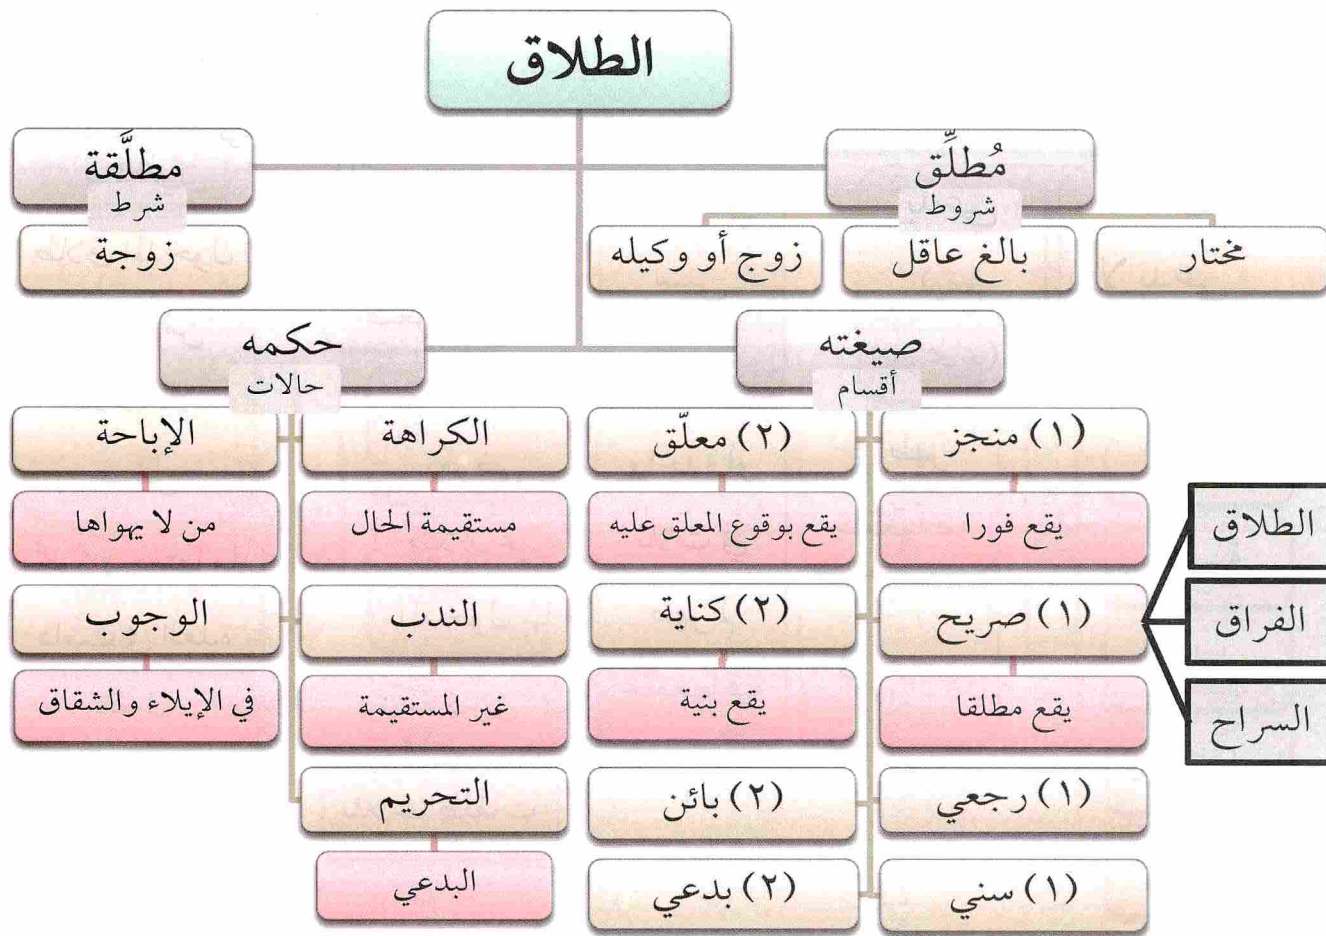 الطلاق
مُطلِّق
شروط
مختار
بالغ عاقل
زوج أو وكيله
مطلَّقة
شرط
زوجة
صيغته
أقسام
(١) منجز
(٢) معلّق
يقع فورا
يقع بوقوع المعلق عليه
(١) صريح
(٢) كناية
الطلاق
الفراق
السراح
يقع مطلقا
يقع بنية
(١) رجعي
(٢) بائن
(١) سني
(٢) بدعي
حكمه
حالات
الكراهة
الإباحة
مستقيمة الحال
من لا يهواها
الندب
الوجوب
غير المستقيمة
في الإيلاء والشقاق
التحريم
البدعي